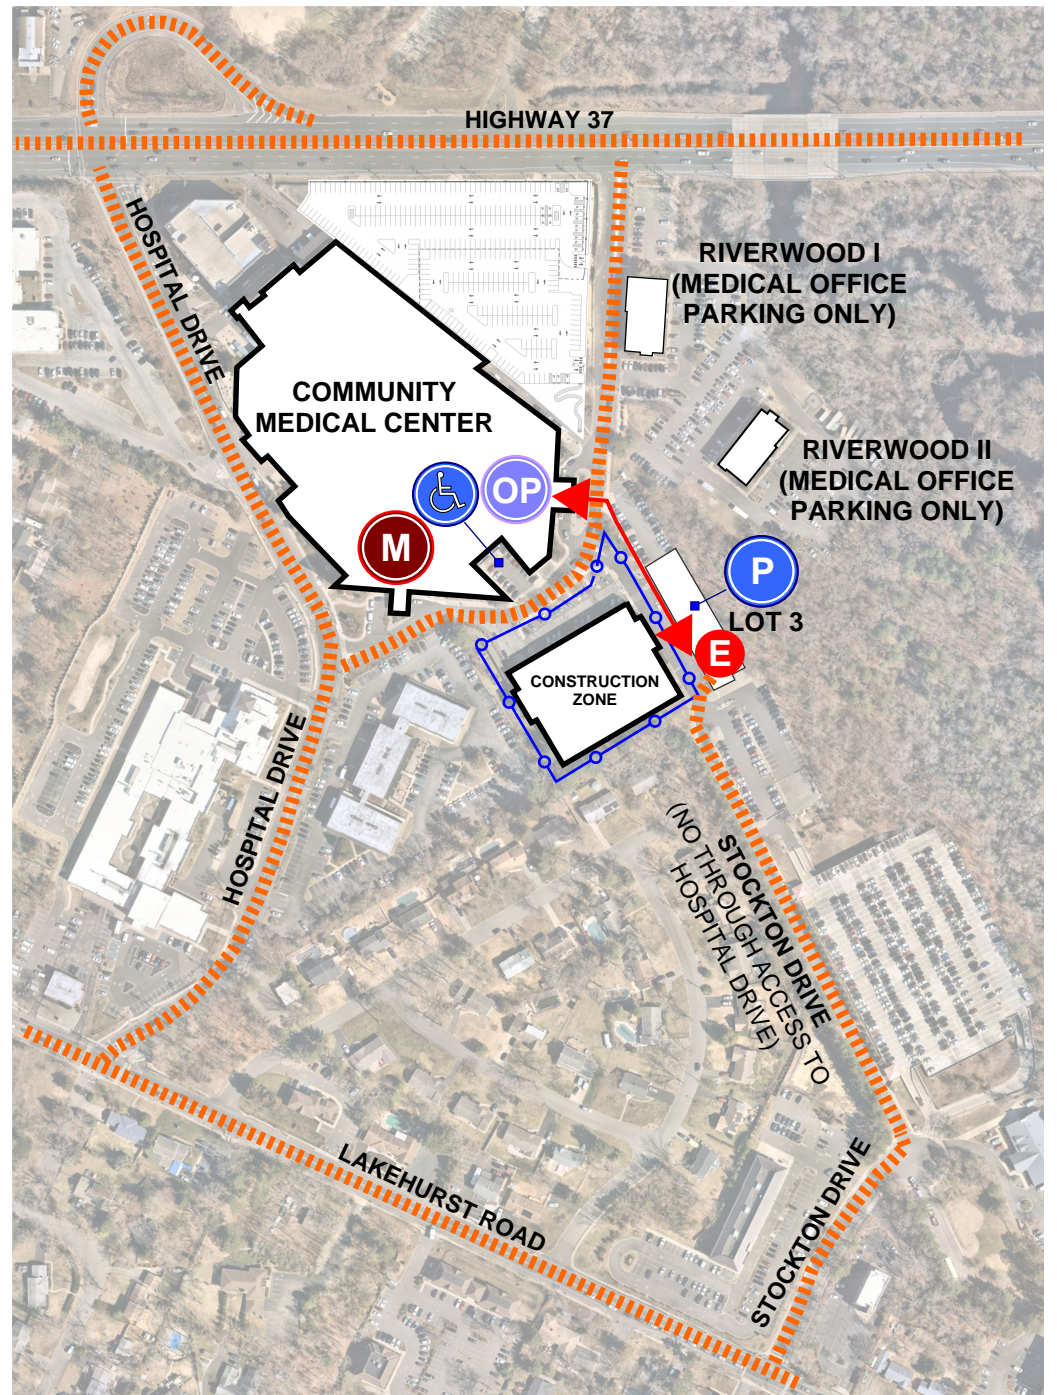 HIGHWAY 37
HOSPITAL DRIVE
RIVERWOOD I
(MEDICAL OFFICE
PARKING ONLY)
COMMUNITY
MEDICAL CENTER
RIVERWOOD II
(MEDICAL OFFICE
PARKING ONLY)
OP
M
P
LOT 3
E
CONSTRUCTION
ZONE
HOSPITAL DRIVE
STOCKTON DRIVE
(NO THROUGH ACCESS TO
HOSPITAL DRIVE)
LAKEHURST ROAD
STOCKTON DRIVE